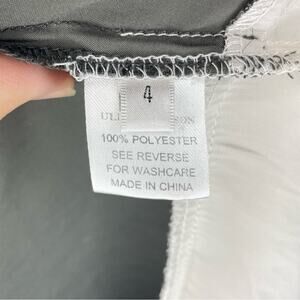 4
100% POLYESTER
SEE REVERSE
FOR WASHCARE
MADE IN CHINA